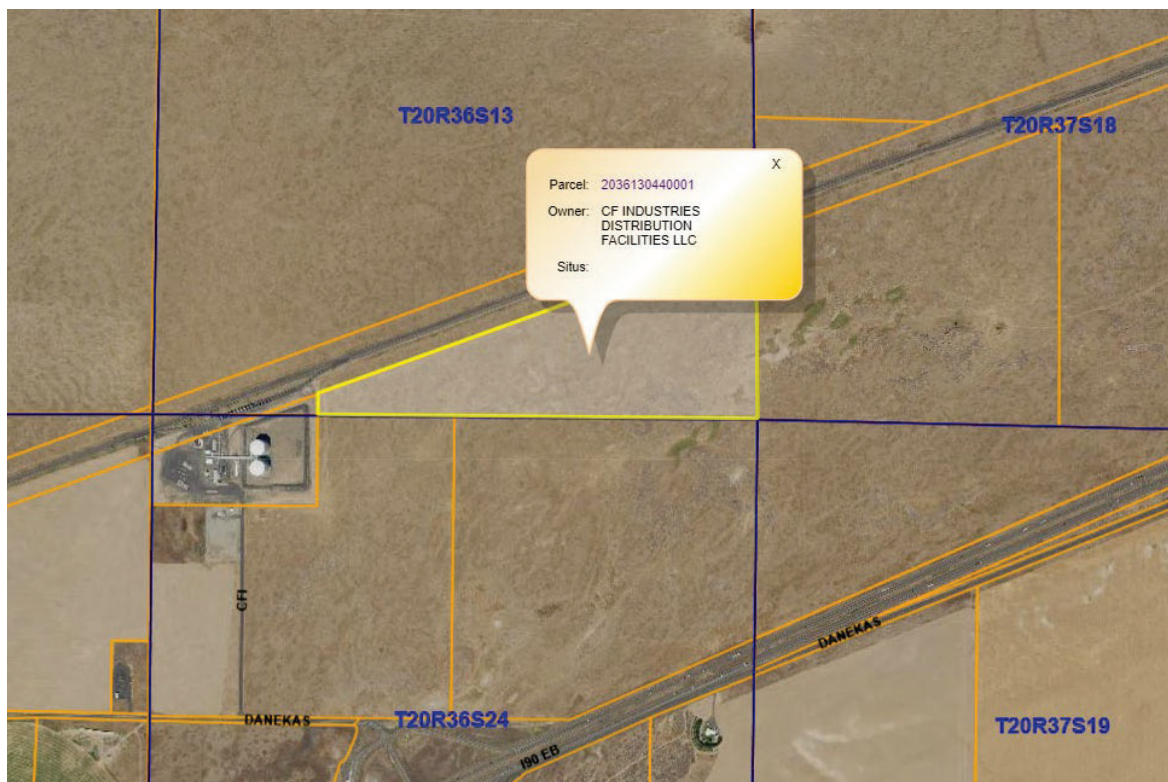 T20R36S13
T20R37S18
X
Parcel: 2036130440001
Owner: CF INDUSTRIES
DISTRIBUTION
FACILITIES LLC
Situs:
CFI
DANEKAS
DANEKAS
T20R36S24
T20R37S19
I90 EB